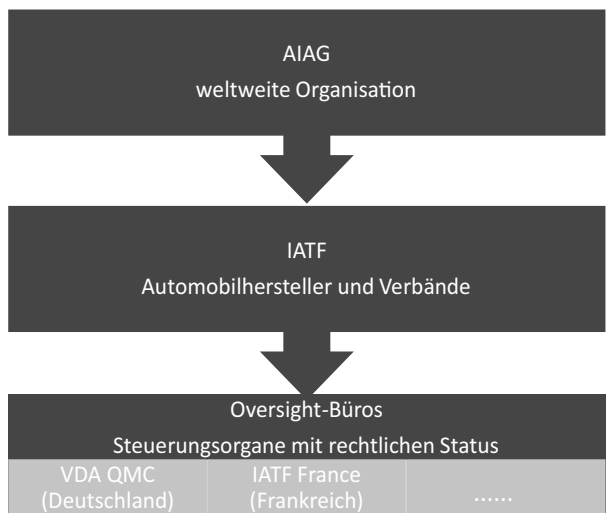 AIAG
weltweite Organisation
IATF
Automobilhersteller und Verbände
Oversight-Büros
Steuerungsorgane mit rechtlichen Status
VDA QMC
(Deutschland)
IATF France
(Frankreich)
......